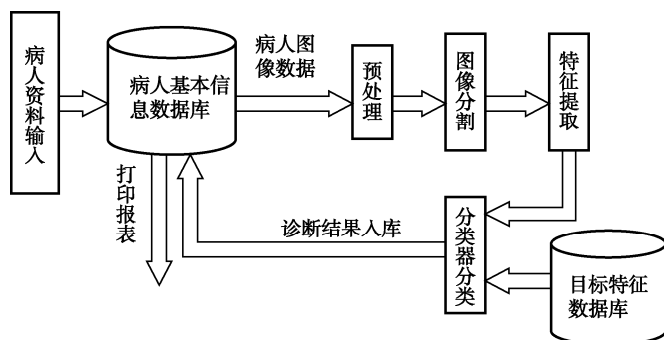 病人资料输入
病人基本信
息数据库
病人图
像数据
预处理
图像分割
特征提取
打印报表
诊断结果入库
分类器分类
目标特征
数据库